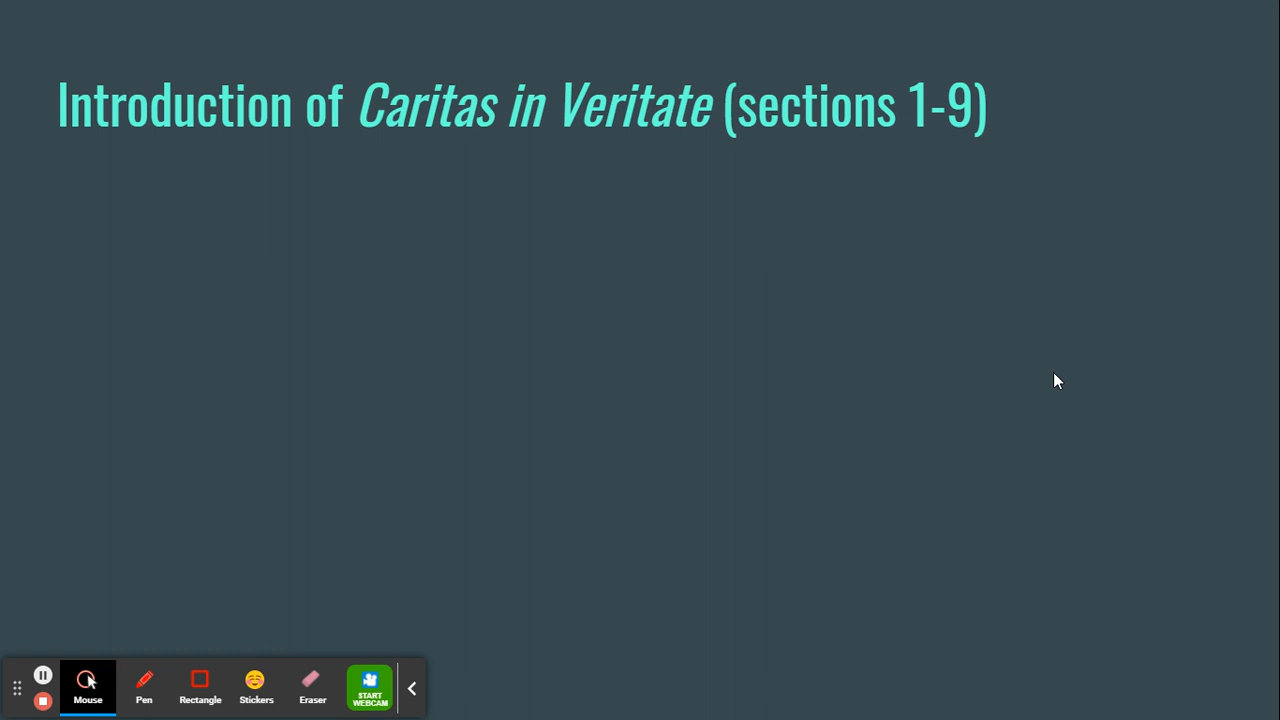 Introduction of Caritas in Veritate (sections 1-9)
Mouse
Pen
Rectangle
Stickers
Eraser
START
WEBCAM